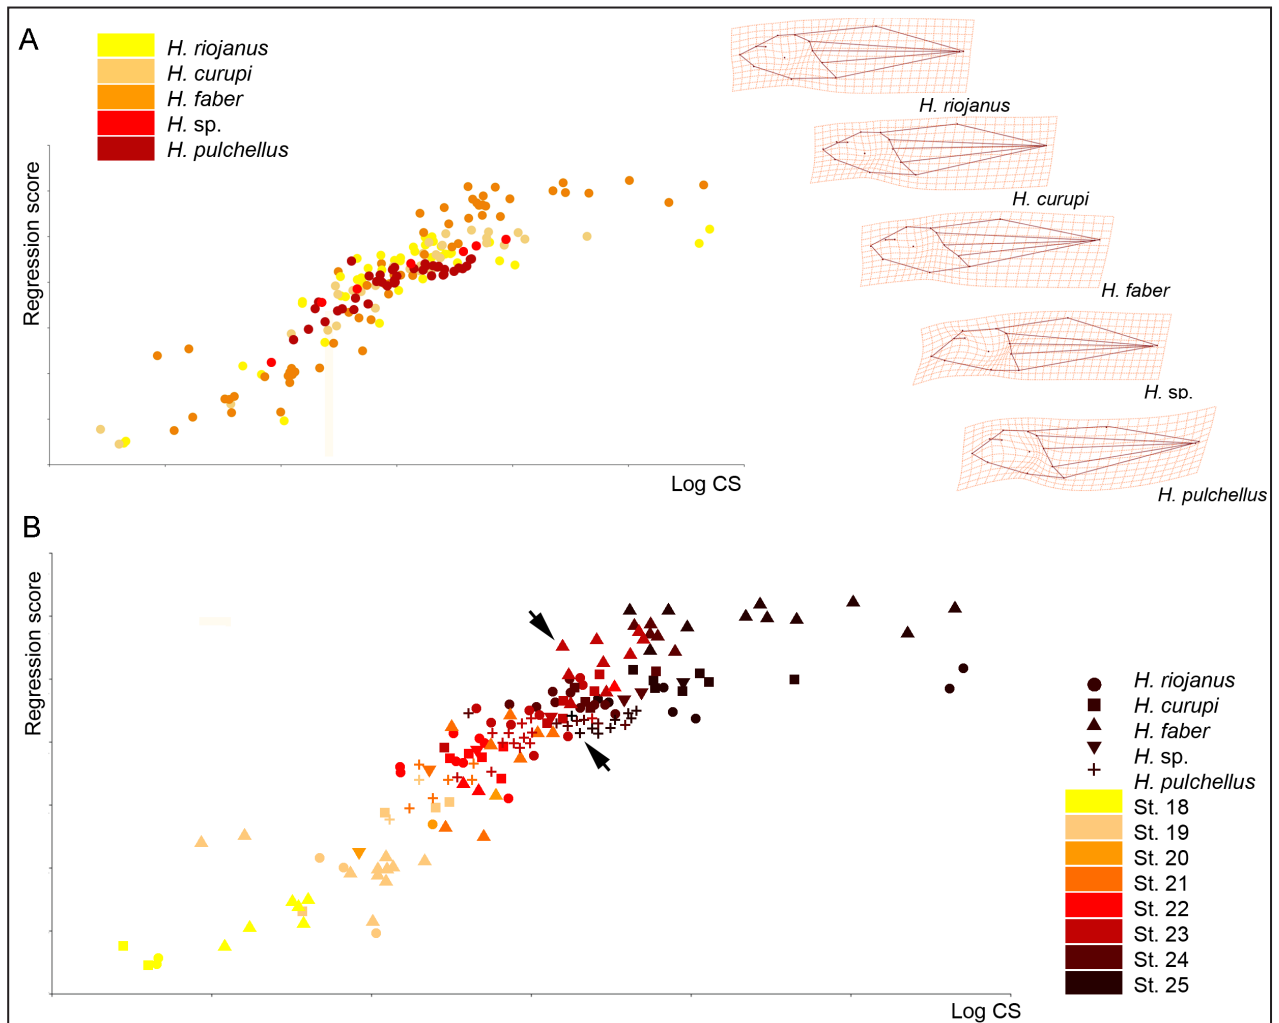 A
H. riojanus
H. curupi
H. faber
H. sp.
H. pulchellus
Regression score
Log CS
H. riojanus
H. curupi
H. faber
H. sp.
H. pulchellus
B
Regression score
Log CS
H. riojanus
H. curupi
H. faber
H. sp.
H. pulchellus
St. 18
St. 19
St. 20
St. 21
St. 22
St. 23
St. 24
St. 25